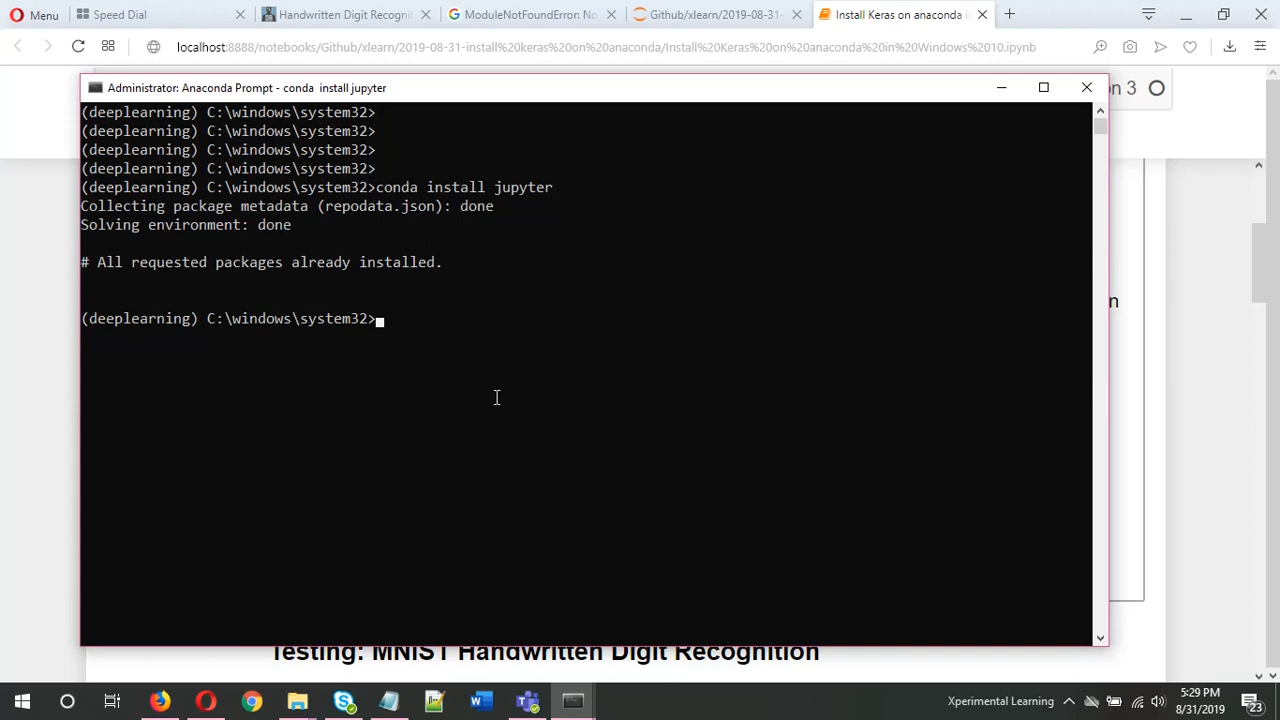 Menu
Speed Dial
Handwritten Digit Recogni
ModuleNotFoundError: No
Github/xlearn/2019-08-31-
Install Keras on anaconda i
localhost:8888/notebooks/Github/xlearn/2019-08-31-install%20keras%20on%20anaconda/Install%20Keras%20on%20anaconda%20in%20Windows%2010.ipynb
Administrator: Anaconda Prompt - conda install jupyter
on 3
(deeplearning) C:\windows\system32>
(deeplearning) C:\windows\system32>
(deeplearning) C:\windows\system32>
(deeplearning) C:\windows\system32>
(deeplearning) C:\windows\system32>conda install jupyter
Collecting package metadata (repodata.json): done
Solving environment: done
# All requested packages already installed.
n
(deeplearning) C:\windows\system32>
Testing: MNIST Handwritten Digit Recognition
Xperimental Learning
5:29 PM
8/31/2019
23